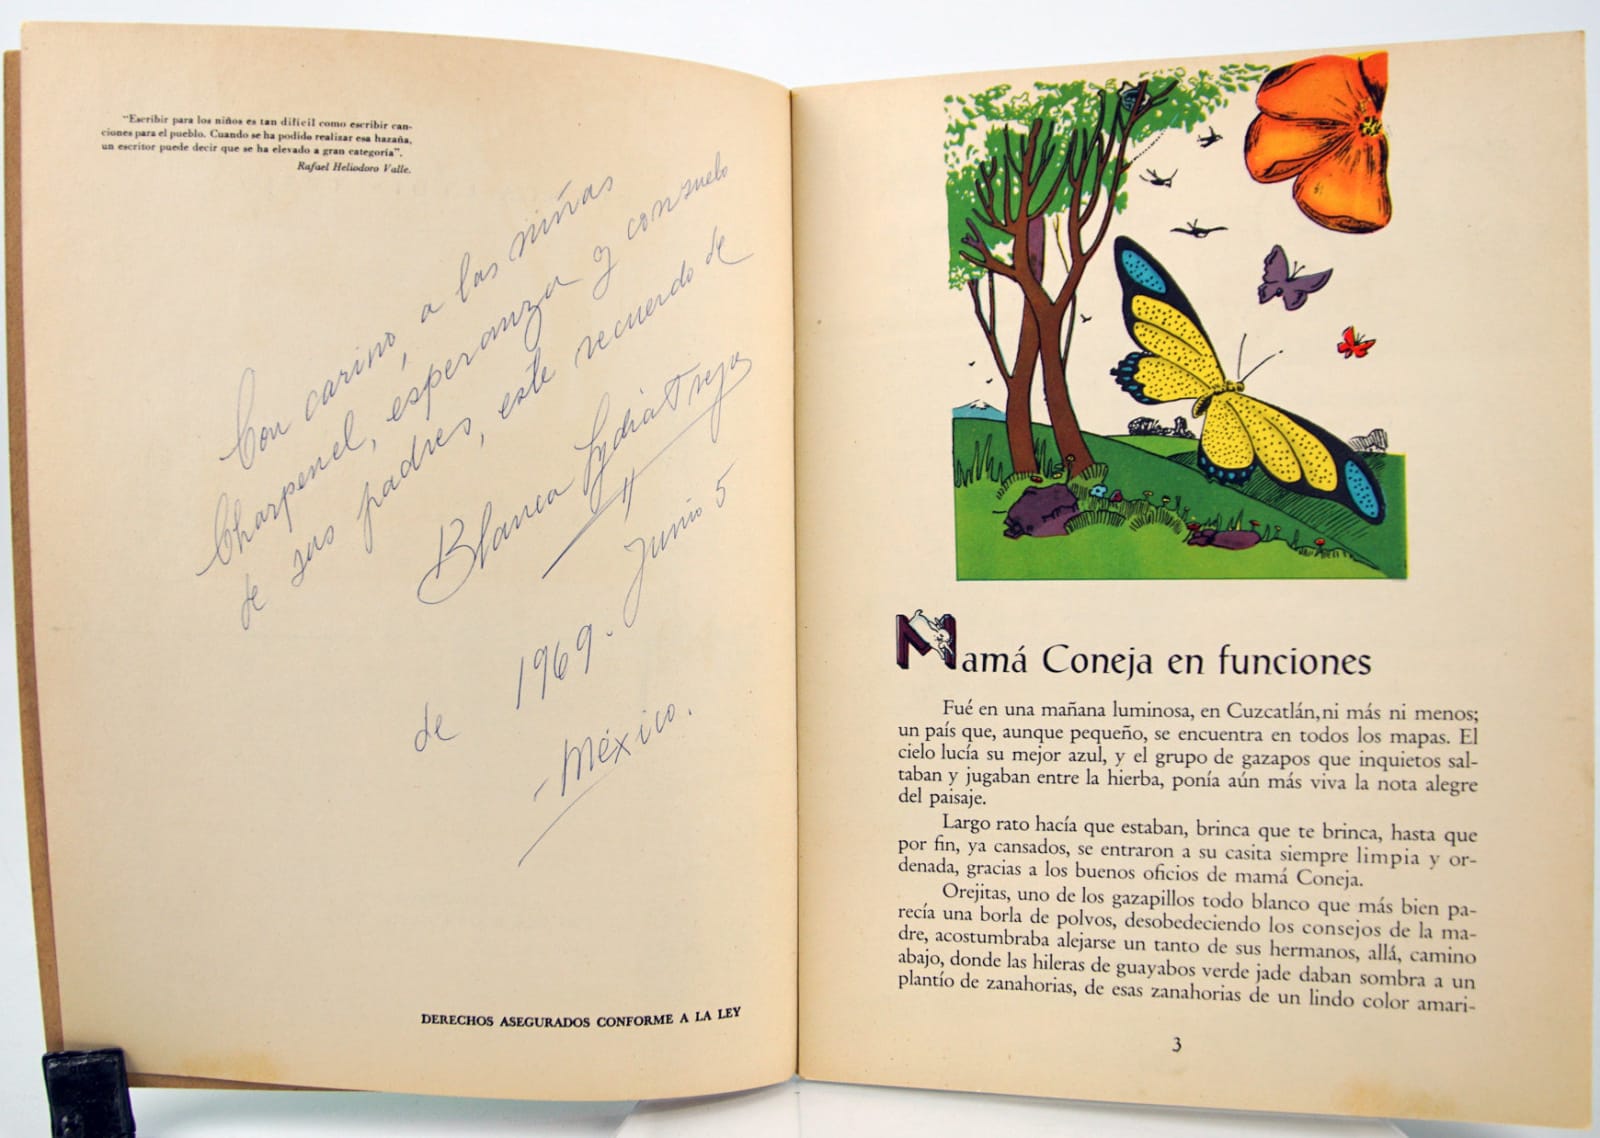 "Escribir para los niños es tan difícil como escribir can-
ciones para el pueblo. Cuando se ha podido realizar esa hazaña,
un escritor puede decir que se ha elevado a gran categoría".
Rafael Heliodoro Valle.
Con carino, a las niñas
Charpenel, esperanza y consuelo
de sus padres, este recuerdo de
Blanca Lydia Trejo
Junio 5
de 1969.
- México.
DERECHOS ASEGURADOS CONFORME A LA LEY
Mamá Coneja en funciones
Fué en una mañana luminosa, en Cuzcatlán, ni más ni menos;
un país que, aunque pequeño, se encuentra en todos los mapas. El
cielo lucía su mejor azul, y el grupo de gazapos que inquietos sal-
taban y jugaban entre la hierba, ponía aún más viva la nota alegre
del paisaje.
Largo rato hacía que estaban, brinca que te brinca, hasta que
por fin, ya cansados, se entraron a su casita siempre limpia y or-
denada, gracias a los buenos oficios de mamá Coneja.
Orejitas, uno de los gazapillos todo blanco que más bien pa-
recía una borla de polvos, desobedeciendo los consejos de la ma-
dre, acostumbraba alejarse un tanto de sus hermanos, allá, camino
abajo, donde las hileras de guayabos verde jade daban sombra a un
plantío de zanahorias, de esas zanahorias de un lindo color amari-
3